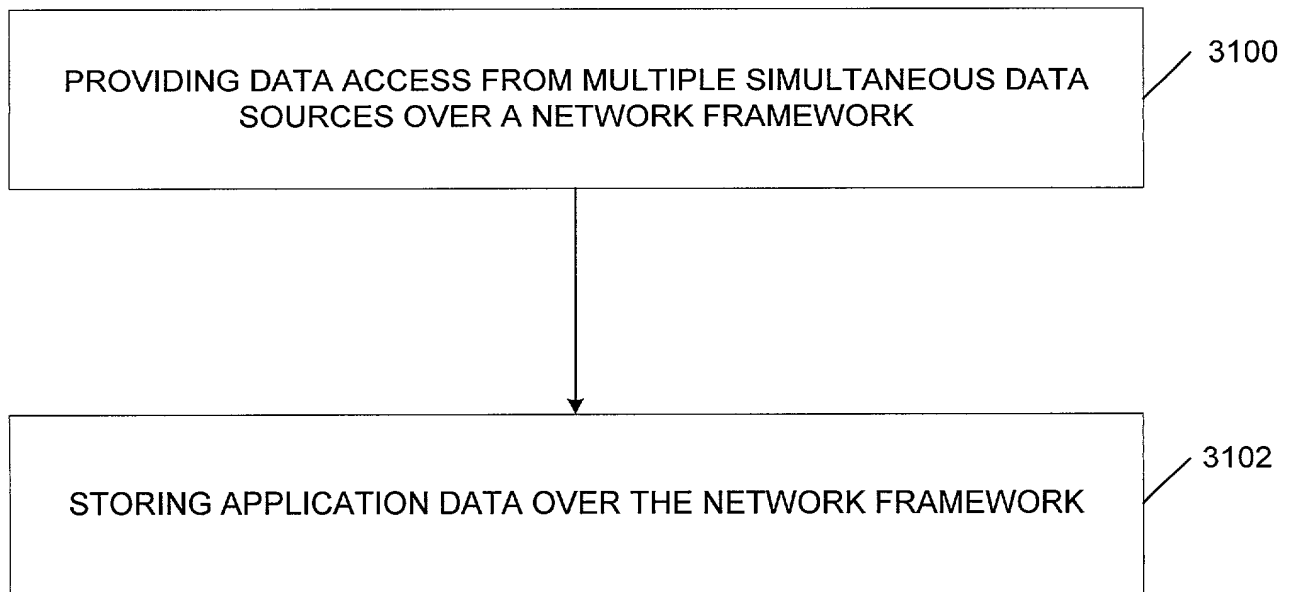 PROVIDING DATA ACCESS FROM MULTIPLE SIMULTANEOUS DATA
SOURCES OVER A NETWORK FRAMEWORK
3100
STORING APPLICATION DATA OVER THE NETWORK FRAMEWORK
3102